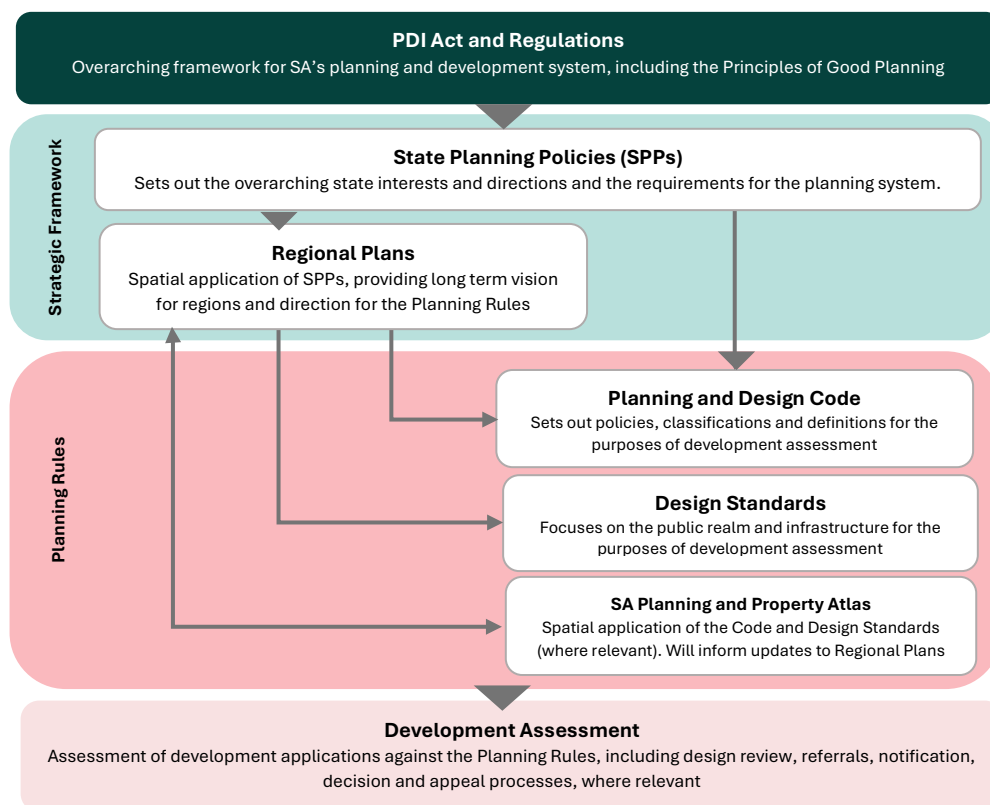 PDI Act and Regulations
Overarching framework for SA's planning and development system, including the Principles of Good Planning
Strategic Framework
State Planning Policies (SPPs)
Sets out the overarching state interests and directions and the requirements for the planning system.
Regional Plans
Spatial application of SPPs, providing long term vision
for regions and direction for the Planning Rules
Planning Rules
Planning and Design Code
Sets out policies, classifications and definitions for the
purposes of development assessment
Design Standards
Focuses on the public realm and infrastructure for the
purposes of development assessment
SA Planning and Property Atlas
Spatial application of the Code and Design Standards
(where relevant). Will inform updates to Regional Plans
Development Assessment
Assessment of development applications against the Planning Rules, including design review, referrals, notification,
decision and appeal processes, where relevant